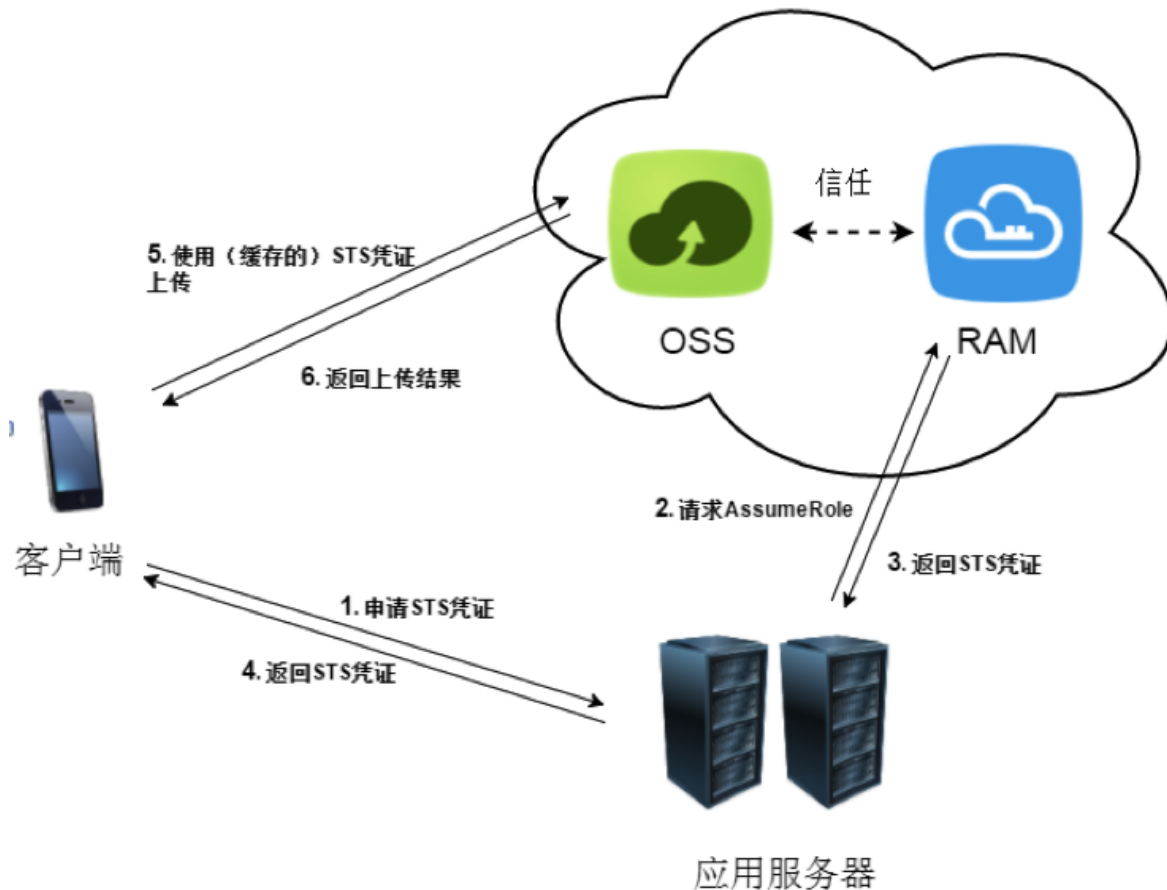 信任
OSS
RAM
5. 使用（缓存的）STS凭证
上传
6. 返回上传结果
客户端
2. 请求AssumeRole
3. 返回STS凭证
1. 申请STS凭证
4. 返回STS凭证
应用服务器